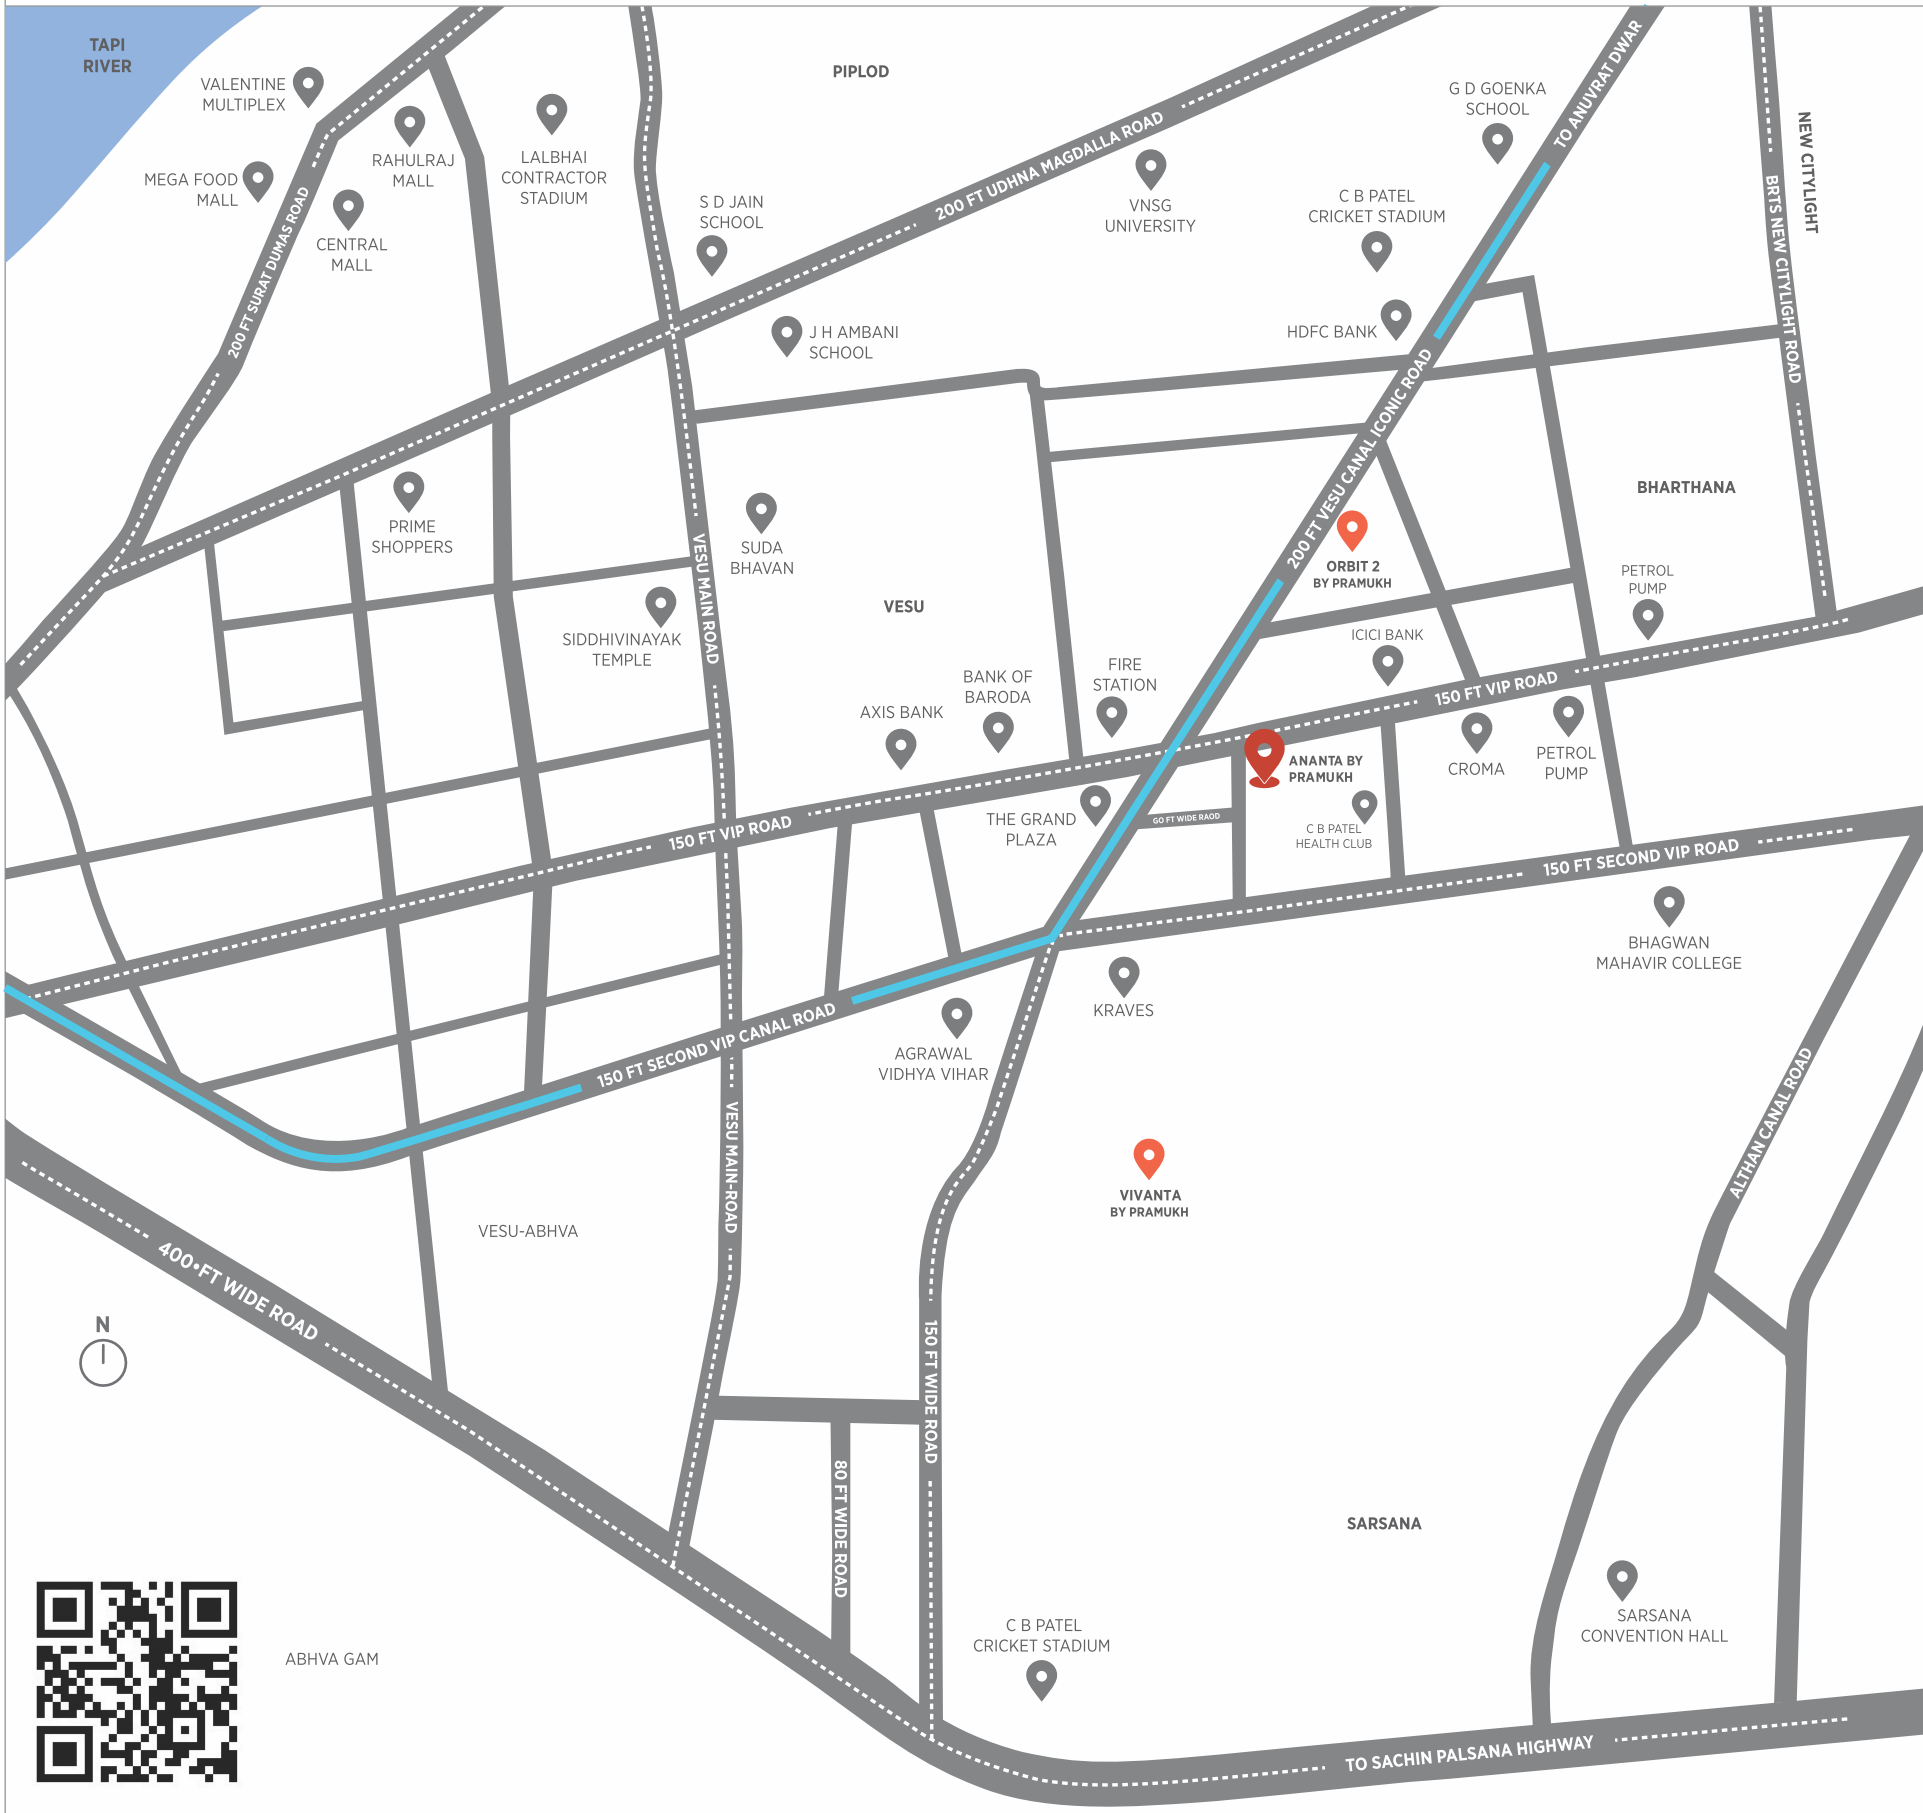 TAPI
RIVER
VALENTINE
MULTIPLEX
MEGA FOOD
MALL
RAHULRAJ
MALL
CENTRAL
MALL
LALBHAI
CONTRACTOR
STADIUM
200 FT SURAT DUMAS ROAD
PIPLOD
S D JAIN
SCHOOL
J H AMBANI
SCHOOL
200 FT UDHNA MAGDALLA ROAD
VNSG
UNIVERSITY
G D GOENKA
SCHOOL
C B PATEL
CRICKET STADIUM
HDFC BANK
TO ANUVRAT DWAR
NEW CITYLIGHT
BRTS NEW CITYLIGHT ROAD
200 FT VESU CANAL ICONIC ROAD
BHARTHANA
PRIME
SHOPPERS
SUDA
BHAVAN
VESU MAIN ROAD
SIDDHIVINAYAK
TEMPLE
VESU
ORBIT 2
BY PRAMUKH
PETROL
PUMP
ICICI BANK
FIRE
STATION
BANK OF
BARODA
AXIS BANK
150 FT VIP ROAD
150 FT VIP ROAD
ANANTA BY
PRAMUKH
CROMA
PETROL
PUMP
THE GRAND
PLAZA
GO FT WIDE RAOD
C B PATEL
HEALTH CLUB
150 FT SECOND VIP ROAD
BHAGWAN
MAHAVIR COLLEGE
KRAVES
150 FT SECOND VIP CANAL ROAD
AGRAWAL
VIDHYA VIHAR
ALTHAN CANAL ROAD
VESU MAIN-ROAD
VIVANTA
BY PRAMUKH
VESU-ABHVA
400•FT WIDE ROAD
N
150 FT WIDE ROAD
80 FT WIDE ROAD
SARSANA
SARSANA
CONVENTION HALL
C B PATEL
CRICKET STADIUM
ABHVA GAM
TO SACHIN PALSANA HIGHWAY